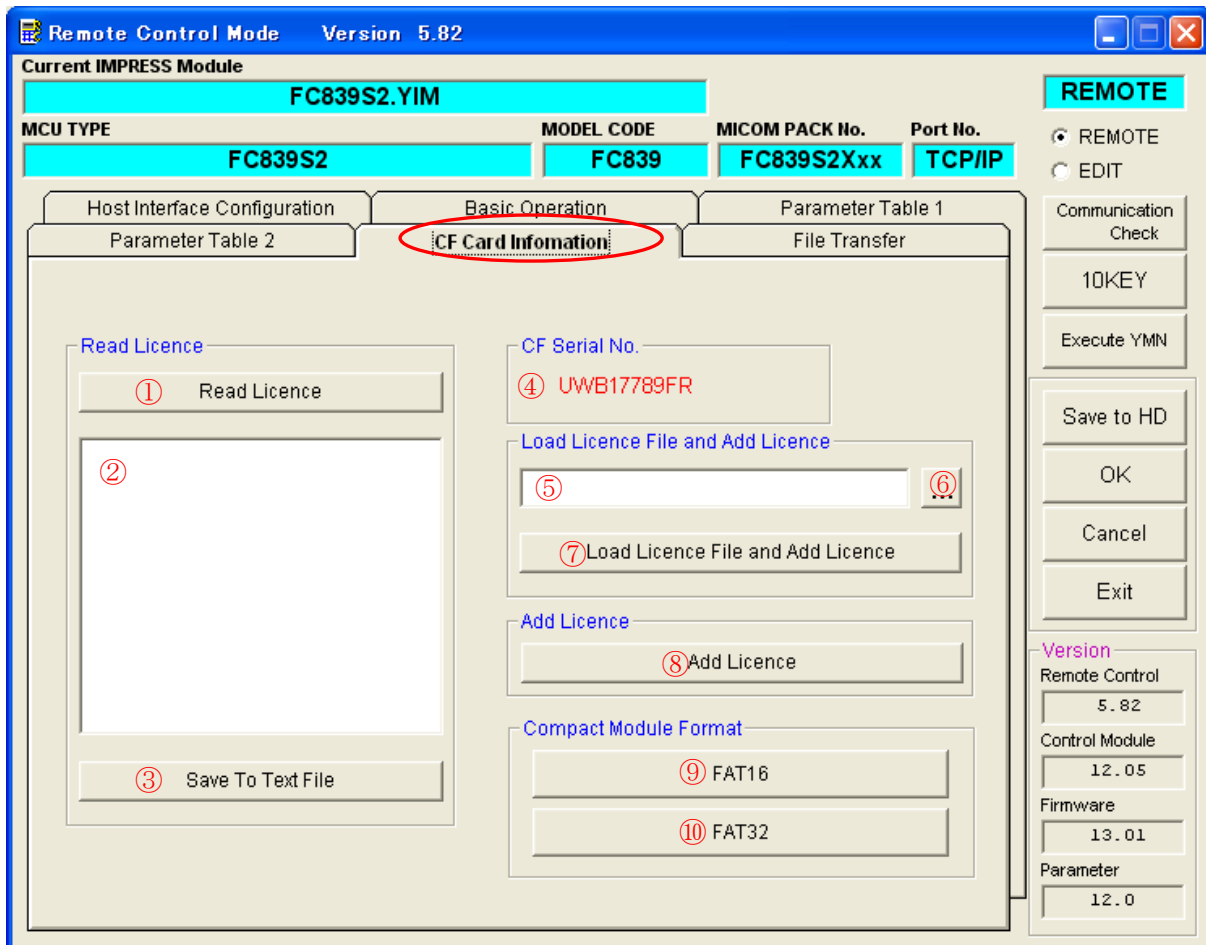 Remote Control Mode Version 5.82
Current IMPRESS Module
FC839S2.YIM
REMOTE
MCU TYPE
MODEL CODE
MICOM PACK No.
Port No.
FC839S2
FC839
FC839S2Xxx
TCP/IP
REMOTE
EDIT
Host Interface Configuration
Basic Operation
Parameter Table 1
Parameter Table 2
CF Card Infomation
File Transfer
Communication
Check
10KEY
Execute YMN
Save to HD
OK
Cancel
Exit
Read Licence
① Read Licence
②
③ Save To Text File
CF Serial No.
④ UWB17789FR
Load Licence File and Add Licence
⑤
⑥ ...
⑦ Load Licence File and Add Licence
Add Licence
⑧ Add Licence
Compact Module Format
⑨ FAT16
⑩ FAT32
Version
Remote Control
5.82
Control Module
12.05
Firmware
13.01
Parameter
12.0